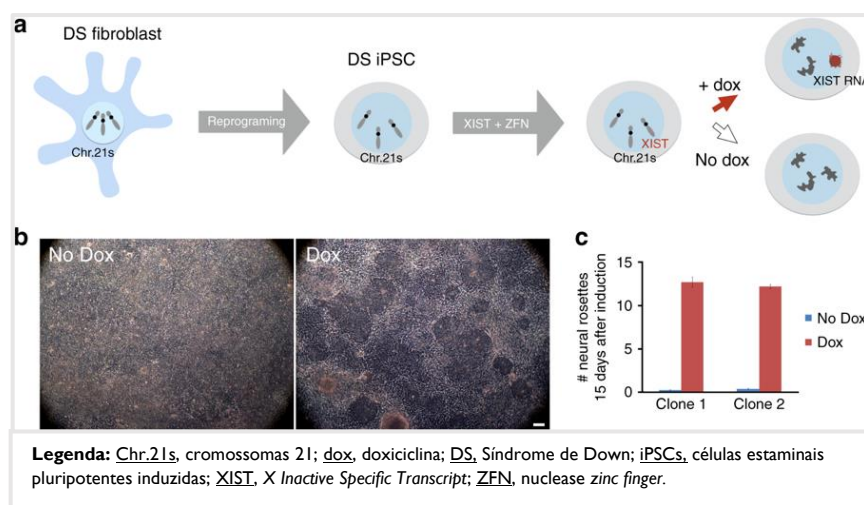 a
DS fibroblast
Chr.21s
Reprograming
DS iPSC
Chr.21s
XIST + ZFN
XIST
Chr.21s
+ dox
No dox
XIST RNA
b
No Dox
Dox
c
# neural rosettes
15 days after induction
15
10
5
0
Clone 1 Clone 2
No Dox
Dox
Legenda: Chr.21s, cromossomas 21; dox, doxiciclina; DS, Síndrome de Down; iPSCs, células estaminais
pluripotentes induzidas; XIST, X Inactive Specific Transcript; ZFN, nuclease zinc finger.